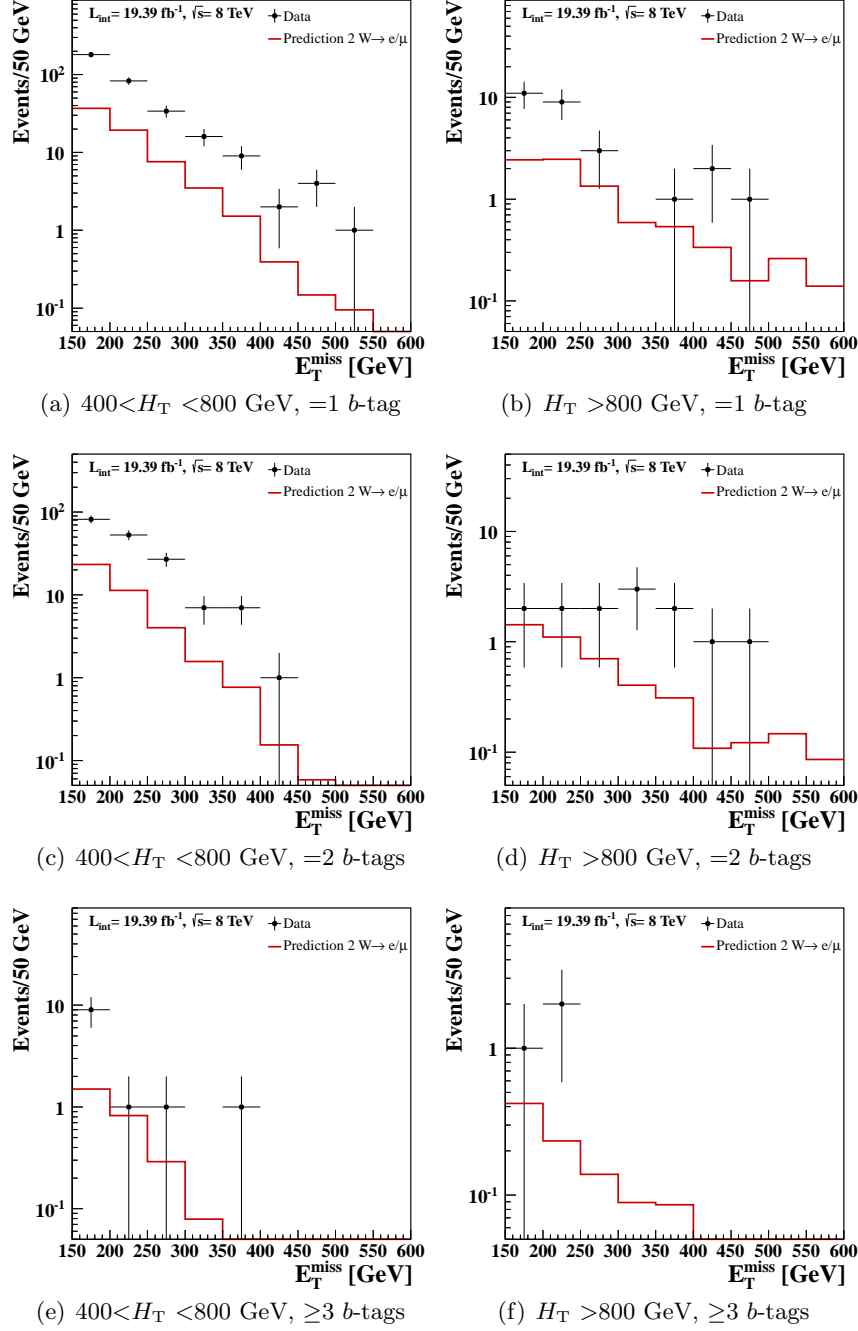 L_int= 19.39 fb⁻¹, √s= 8 TeV
Data
Prediction 2 W→ e/μ
Events/50 GeV
10²
10
1
10⁻¹
150 200 250 300 350 400 450 500 550 600
E_T^miss [GeV]
(a) 400<H_T <800 GeV, =1 b-tag
L_int= 19.39 fb⁻¹, √s= 8 TeV
Data
Prediction 2 W→ e/μ
Events/50 GeV
10
1
10⁻¹
150 200 250 300 350 400 450 500 550 600
E_T^miss [GeV]
(b) H_T >800 GeV, =1 b-tag
L_int= 19.39 fb⁻¹, √s= 8 TeV
Data
Prediction 2 W→ e/μ
Events/50 GeV
10²
10
1
10⁻¹
150 200 250 300 350 400 450 500 550 600
E_T^miss [GeV]
(c) 400<H_T <800 GeV, =2 b-tags
L_int= 19.39 fb⁻¹, √s= 8 TeV
Data
Prediction 2 W→ e/μ
Events/50 GeV
10
1
10⁻¹
150 200 250 300 350 400 450 500 550 600
E_T^miss [GeV]
(d) H_T >800 GeV, =2 b-tags
L_int= 19.39 fb⁻¹, √s= 8 TeV
Data
Prediction 2 W→ e/μ
Events/50 GeV
10
1
10⁻¹
150 200 250 300 350 400 450 500 550 600
E_T^miss [GeV]
(e) 400<H_T <800 GeV, ≥3 b-tags
L_int= 19.39 fb⁻¹, √s= 8 TeV
Data
Prediction 2 W→ e/μ
Events/50 GeV
1
10⁻¹
150 200 250 300 350 400 450 500 550 600
E_T^miss [GeV]
(f) H_T >800 GeV, ≥3 b-tags